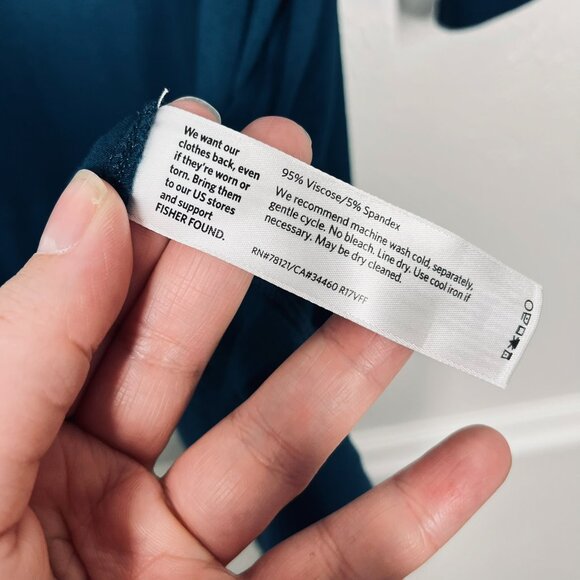 We want our
clothes back, even
if they're worn or
torn. Bring them
to our US stores
and support
FISHER FOUND.
95% Viscose/5% Spandex
We recommend machine wash cold, separately,
gentle cycle. No bleach. Line dry. Use cool iron if
necessary. May be dry cleaned.
RN#78121/CA#34460 R17VFF